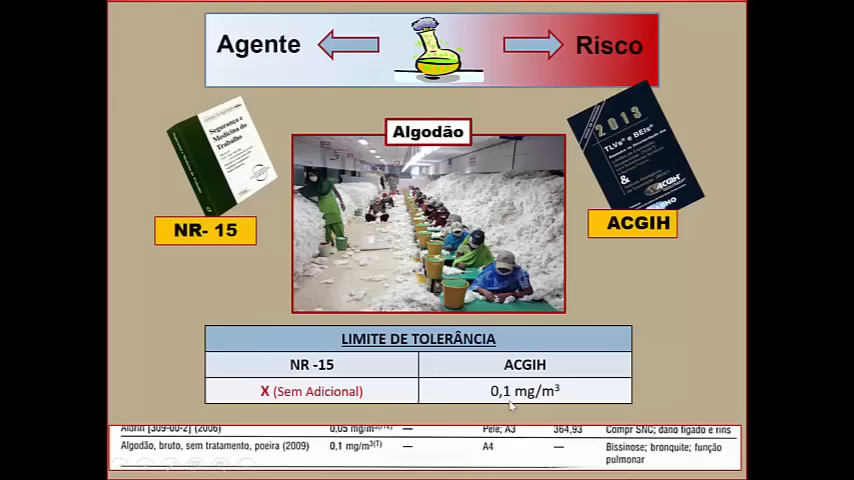 Agente
Risco
Segurança e
Medicina do
Trabalho
2013
TLVs® e BEIs®
&
ACGIH
Algodão
NR- 15
ACGIH
LIMITE DE TOLERÂNCIA
NR -15
ACGIH
X (Sem Adicional)
0,1 mg/m³
Aldrin [309-00-2] (2006) 0,05 mg/m³ — Pele; A3 364,93 Compr SNC; dano fígado e rins
Algodão, bruto, sem tratamento, poeira (2009) 0,1 mg/m³(T) — A4 — Bissinose; bronquite; função
pulmonar